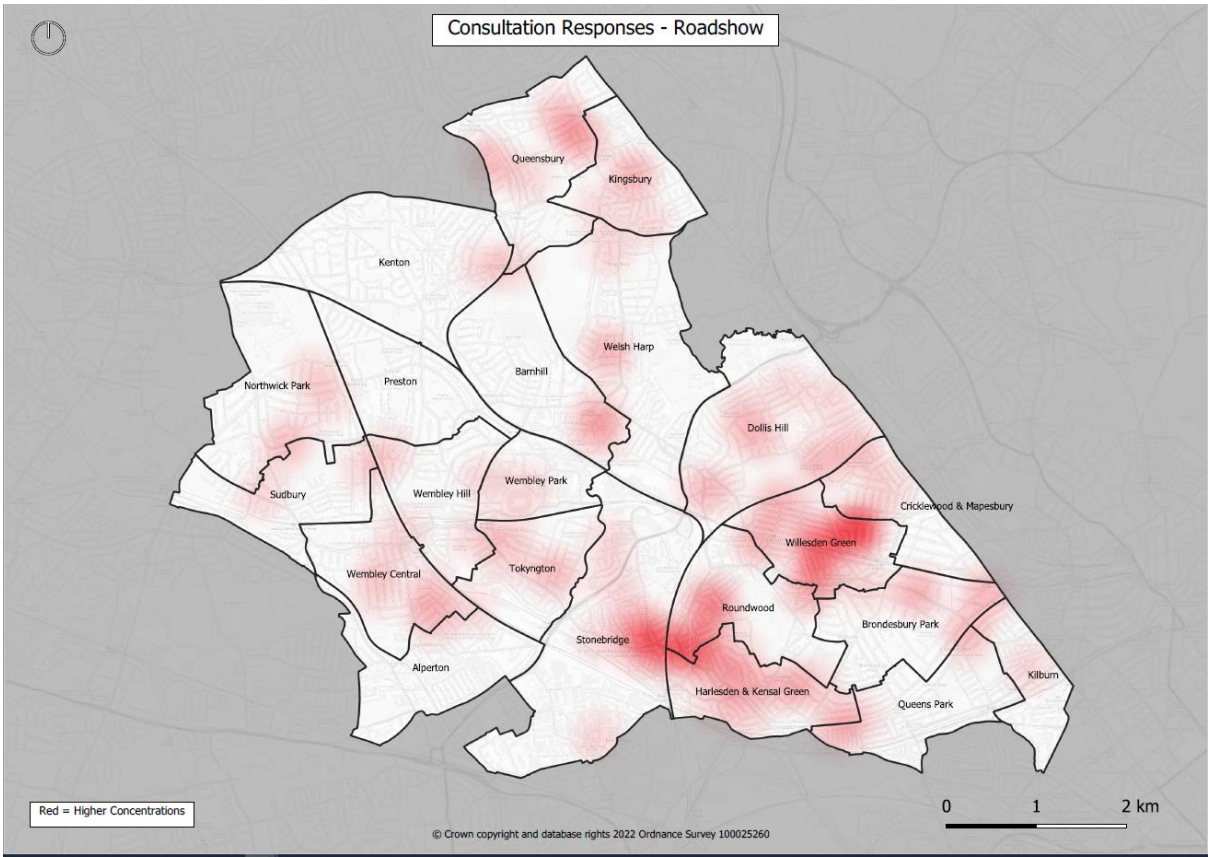 Consultation Responses - Roadshow
Queensbury
Kingsbury
Kenton
Welsh Harp
Barnhill
Preston
Northwick Park
Dollis Hill
Wembley Park
Wembley Hill
Sudbury
Cricklewood & Mapesbury
Willesden Green
Tokyngton
Wembley Central
Roundwood
Brondesbury Park
Stonebridge
Alperton
Kilburn
Harlesden & Kensal Green
Queens Park
Red = Higher Concentrations
0 1 2 km
© Crown copyright and database rights 2022 Ordnance Survey 100025260